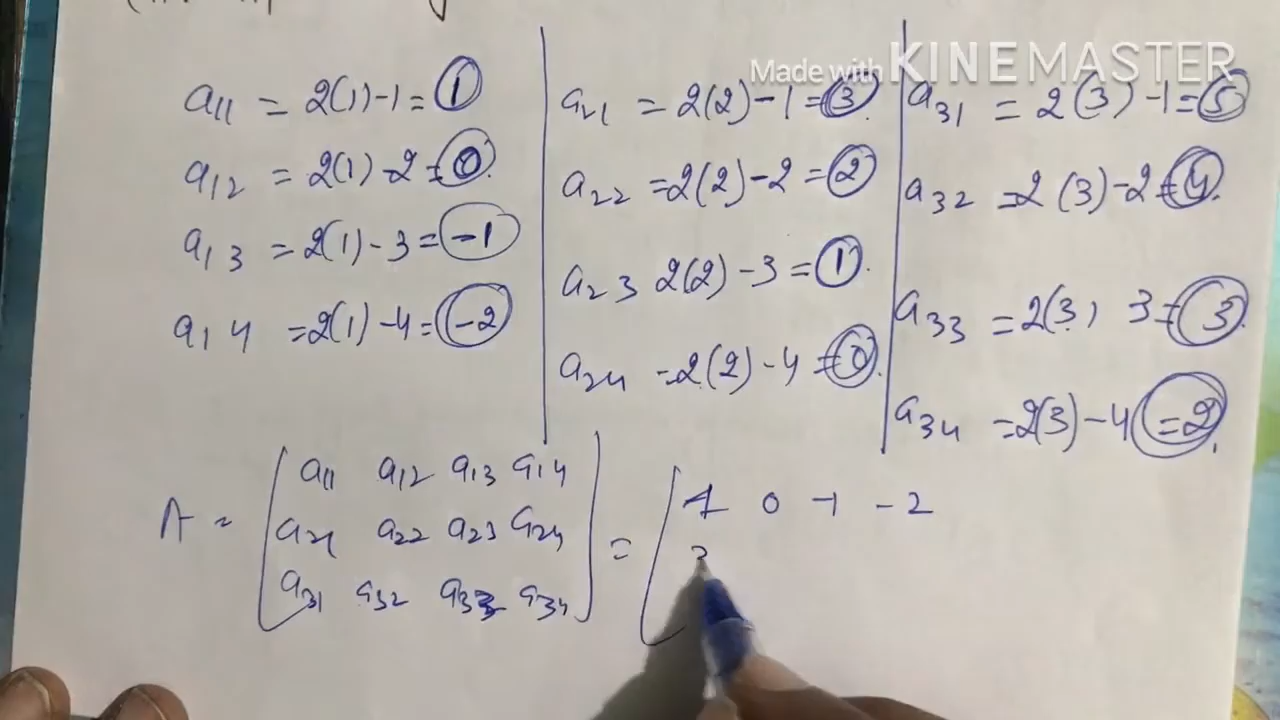 Made with KINEMASTER
a11 = 2(1)-1 = 1
a12 = 2(1)-2 = 0
a13 = 2(1)-3 = -1
a14 = 2(1)-4 = -2
a21 = 2(2)-1 = 3
a22 = 2(2)-2 = 2
a23 2(2)-3 = 1
a24 = 2(2)-4 = 0
a31 = 2(3)-1 = 5
a32 = 2(3)-2 = 4
a33 = 2(3) 3 = 3
a34 = 2(3)-4 = 2
a11 a12 a13 a14 1 0 -1 -2
A = a21 a22 a23 a24 = 3
a31 a32 a33 a34